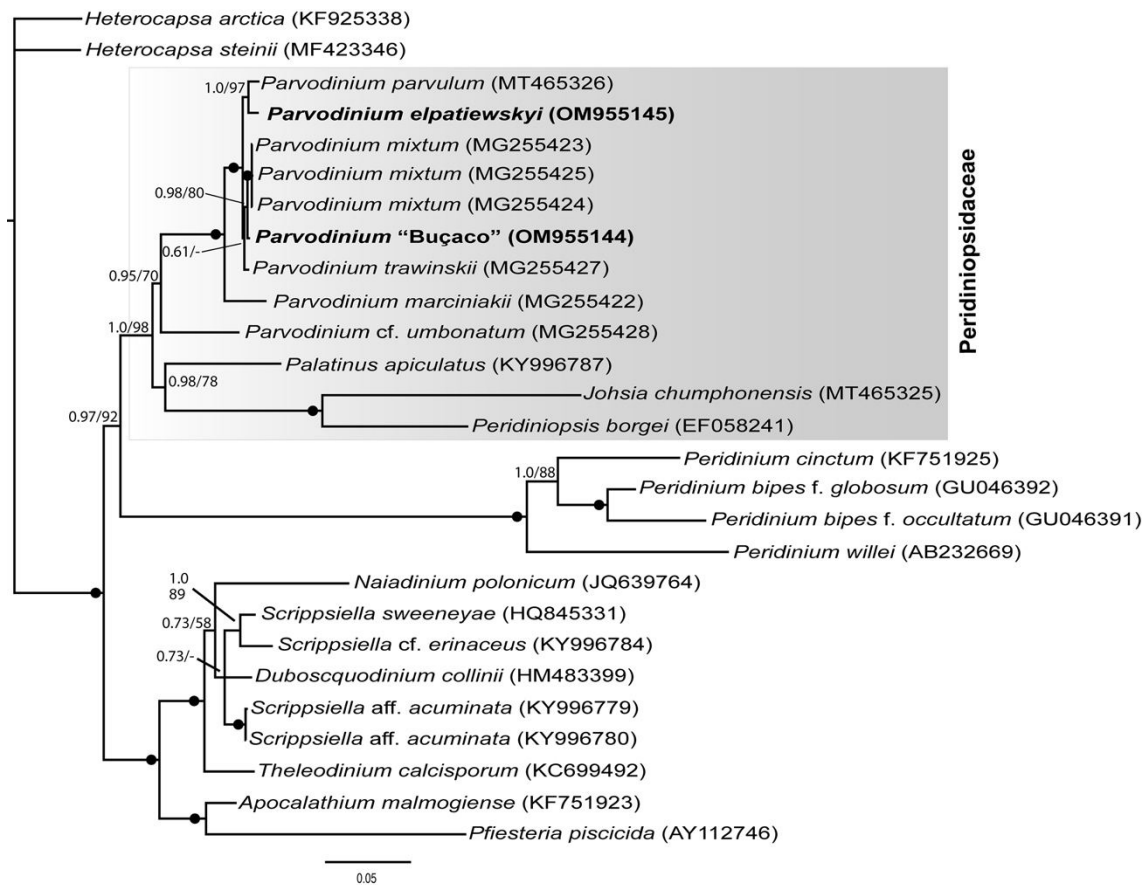 Heterocapsa arctica (KF925338)
Heterocapsa steinii (MF423346)
Parvodinium parvulum (MT465326)
1.0/97
Parvodinium elpatiewskyi (OM955145)
Parvodinium mixtum (MG255423)
Parvodinium mixtum (MG255425)
0.98/80
Parvodinium mixtum (MG255424)
Parvodinium “Buçaco” (OM955144)
0.61/-
Parvodinium trawinskii (MG255427)
0.95/70
Parvodinium marciniakii (MG255422)
1.0/98
Parvodinium cf. umbonatum (MG255428)
Palatinus apiculatus (KY996787)
0.98/78
Johsia chumphonensis (MT465325)
0.97/92
Peridiniopsis borgei (EF058241)
Peridiniopsidaceae
Peridinium cinctum (KF751925)
1.0/88
Peridinium bipes f. globosum (GU046392)
Peridinium bipes f. occultatum (GU046391)
Peridinium willei (AB232669)
Naiadinium polonicum (JQ639764)
1.0
89
Scrippsiella sweeneyae (HQ845331)
0.73/58
Scrippsiella cf. erinaceus (KY996784)
0.73/-
Duboscquodinium collinii (HM483399)
Scrippsiella aff. acuminata (KY996779)
Scrippsiella aff. acuminata (KY996780)
Theleodinium calcisporum (KC699492)
Apocalathium malmogiense (KF751923)
Pfiesteria piscicida (AY112746)
0.05